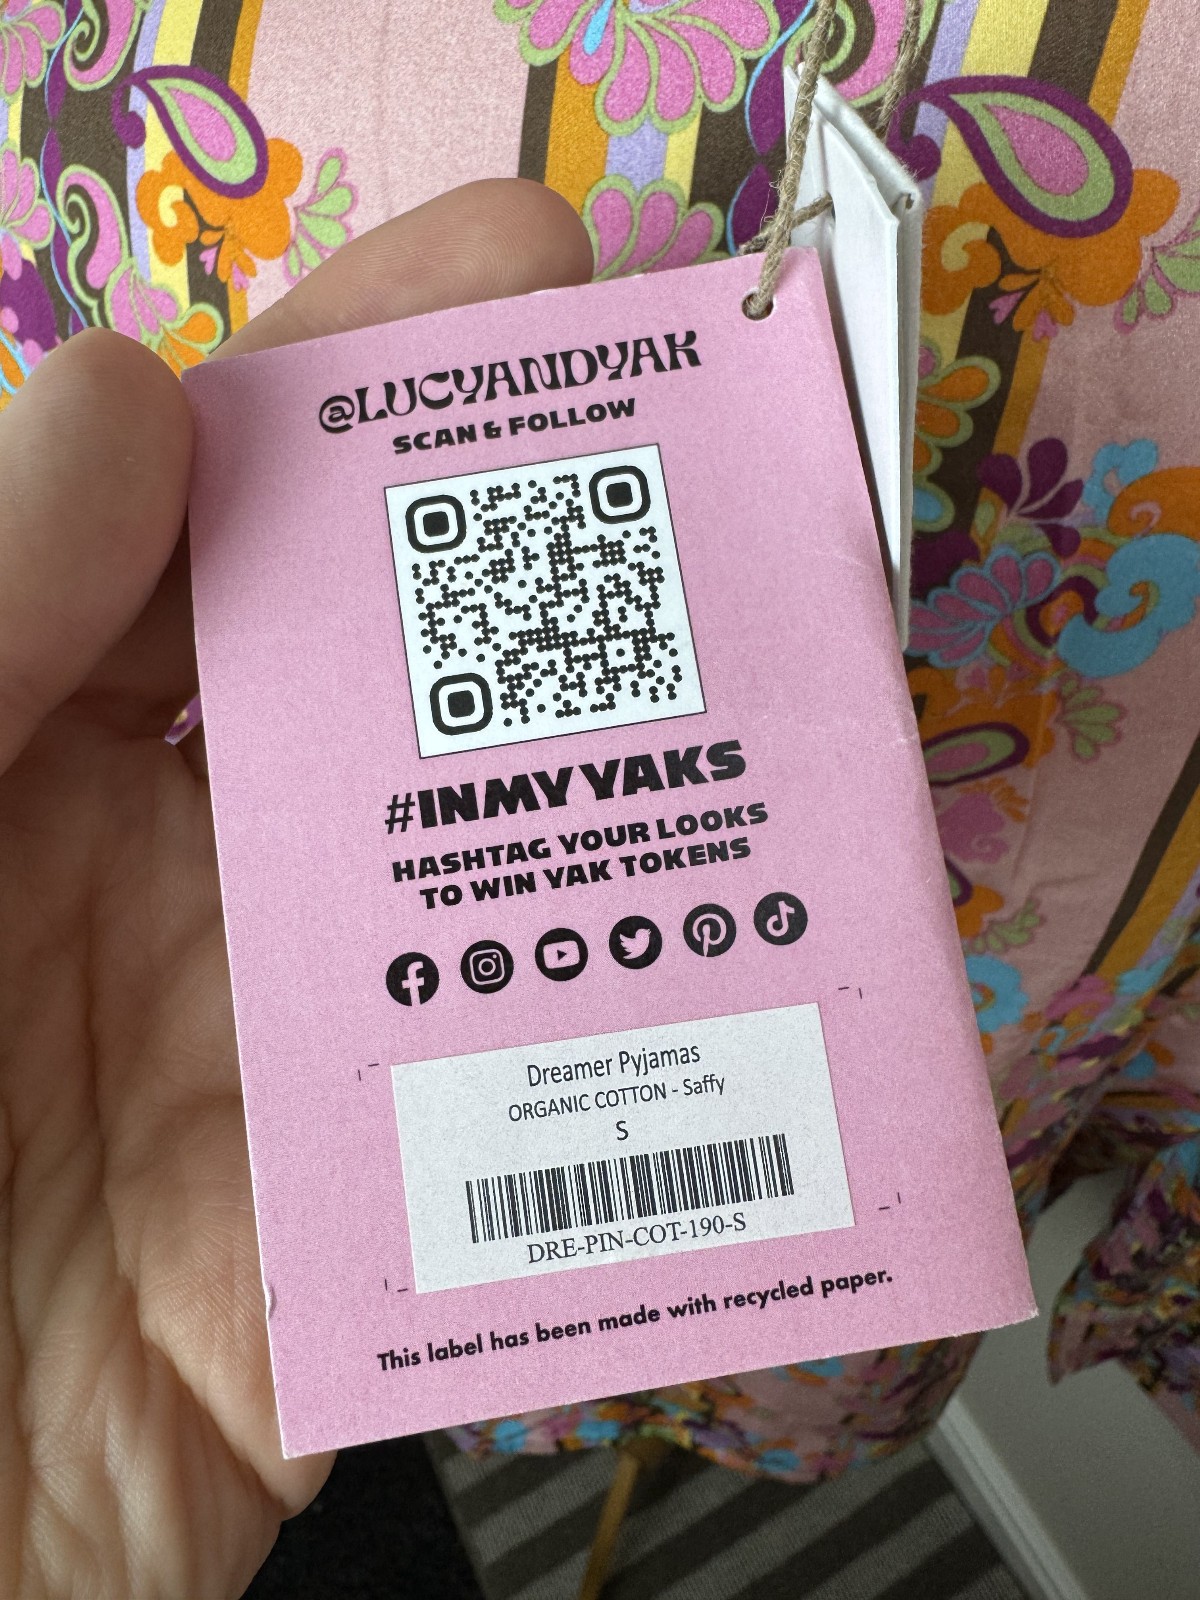 @LUCYANDYAK
SCAN & FOLLOW
#INMYYAKS
HASHTAG YOUR LOOKS
TO WIN YAK TOKENS
Dreamer Pyjamas
ORGANIC COTTON - Saffy
S
DRE-PIN-COT-190-S
This label has been made with recycled paper.